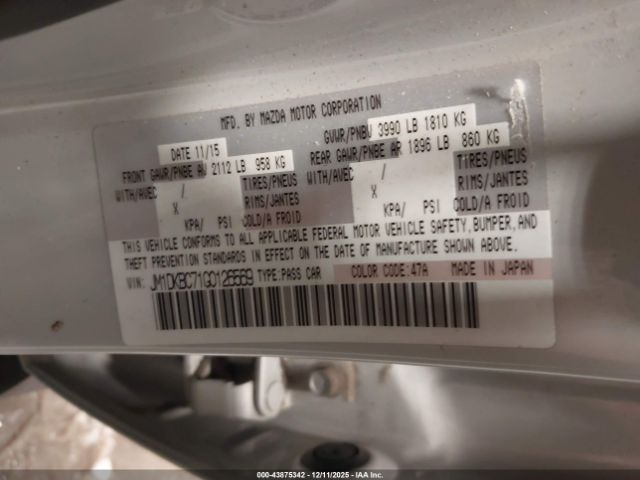 MFD. BY MAZDA MOTOR CORPORATION
DATE 11/15 GVWR/PNBV 3990 LB 1810 KG
FRONT GAWR/PNBE AV 2112 LB 958 KG REAR GAWR/PNBE AR 1896 LB 860 KG
WITH/AVEC / TIRES/PNEUS WITH/AVEC / TIRES/PNEUS
X RIMS/JANTES X RIMS/JANTES
KPA/ PSI COLD/A FROID KPA/ PSI COLD/A FROID
THIS VEHICLE CONFORMS TO ALL APPLICABLE FEDERAL MOTOR VEHICLE SAFETY, BUMPER, AND
THEFT PREVENTION STANDARDS IN EFFECT ON THE DATE OF MANUFACTURE SHOWN ABOVE.
VIN: TYPE: PASS CAR COLOR CODE: 47A MADE IN JAPAN
000-43875342 - 12/11/2025 - ©IAA Inc.